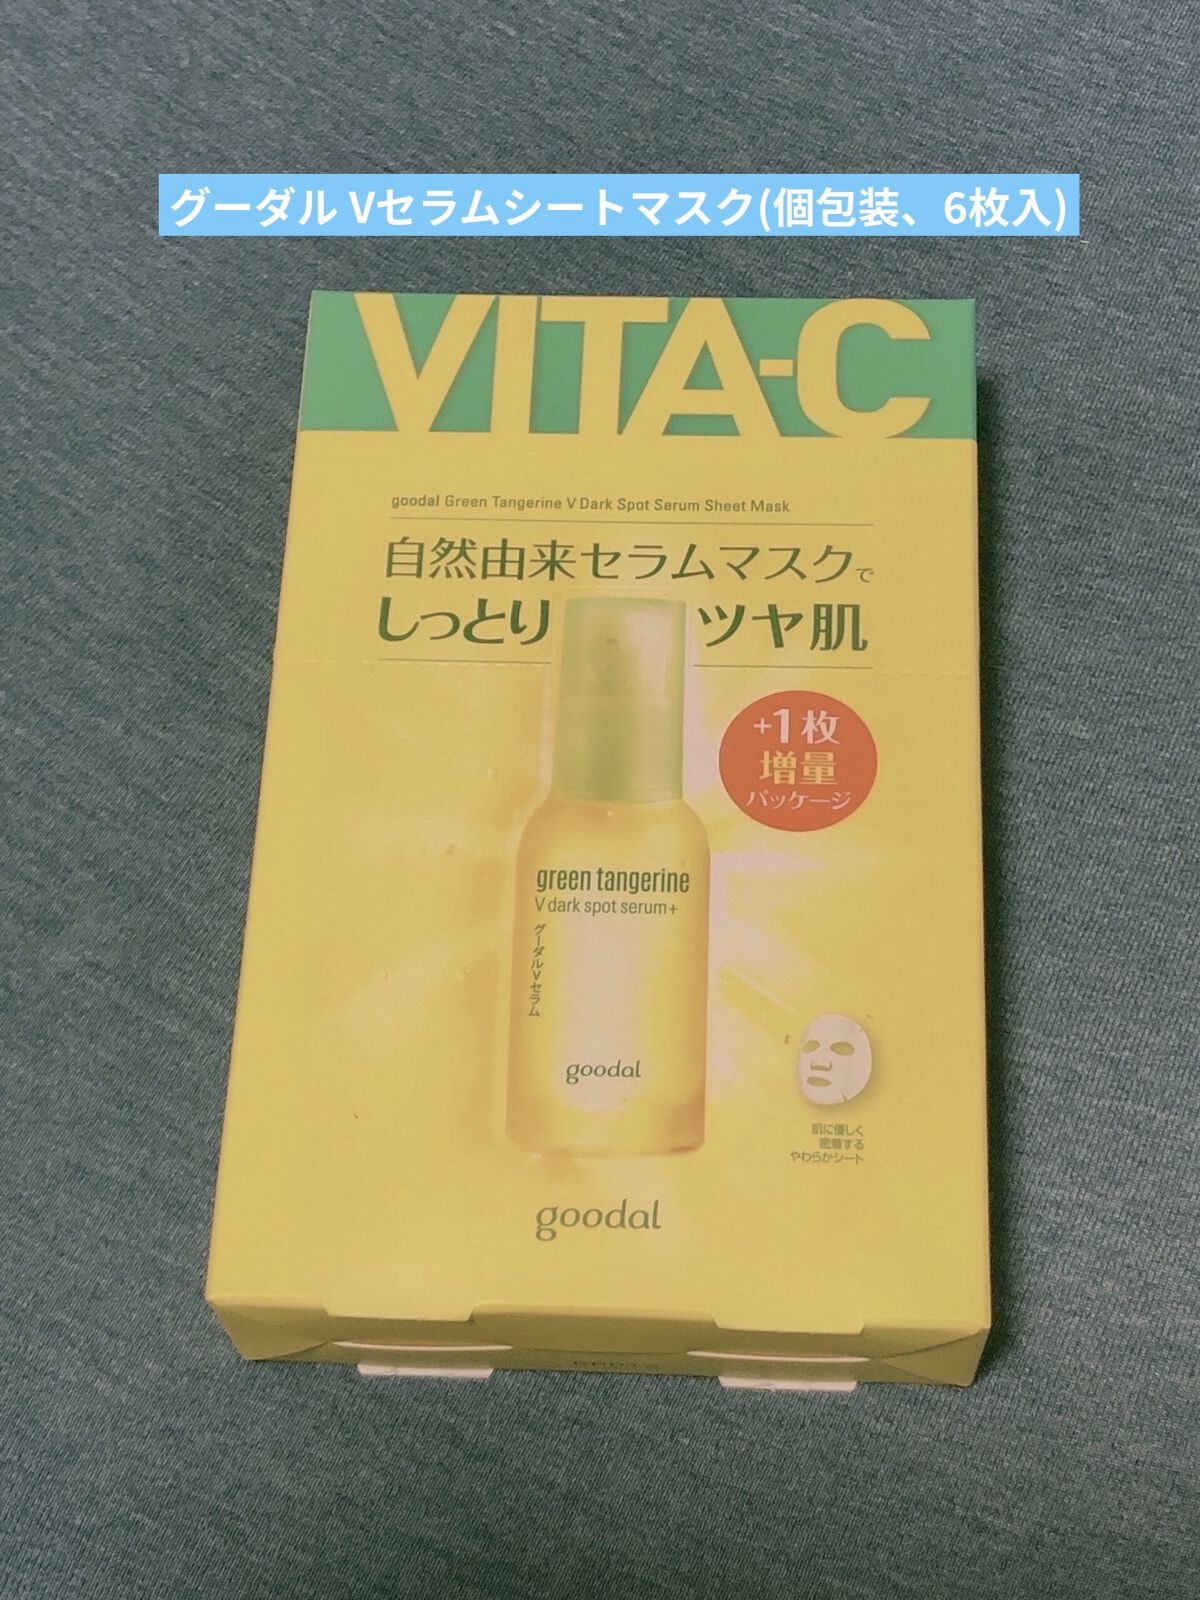 グーダル Vセラムシートマスク(個包装、6枚入)
VITA-C
goodal Green Tangerine V Dark Spot Serum Sheet Mask
自然由来セラムマスクで
しっとり ツヤ肌
+1枚
増量
パッケージ
green tangerine
V dark spot serum+
グーダルVセラム
goodal
肌に優しく
密着する
やわらかシート
goodal